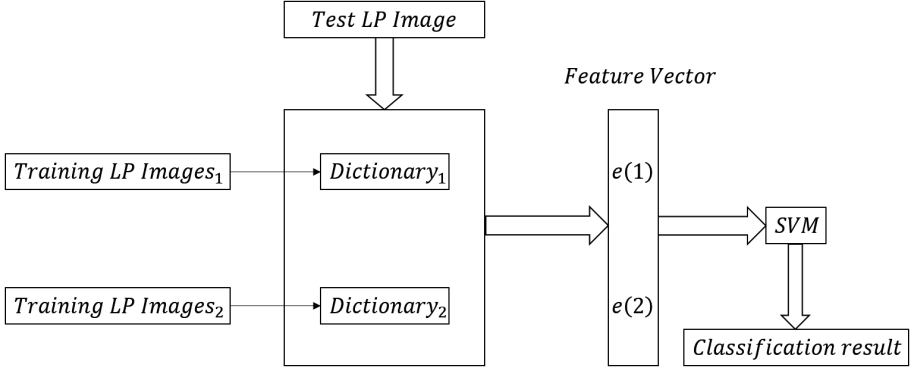 Test LP Image
Feature Vector
Training LP Images₁
Dictionary₁
e(1)
SVM
Training LP Images₂
Dictionary₂
e(2)
Classification result